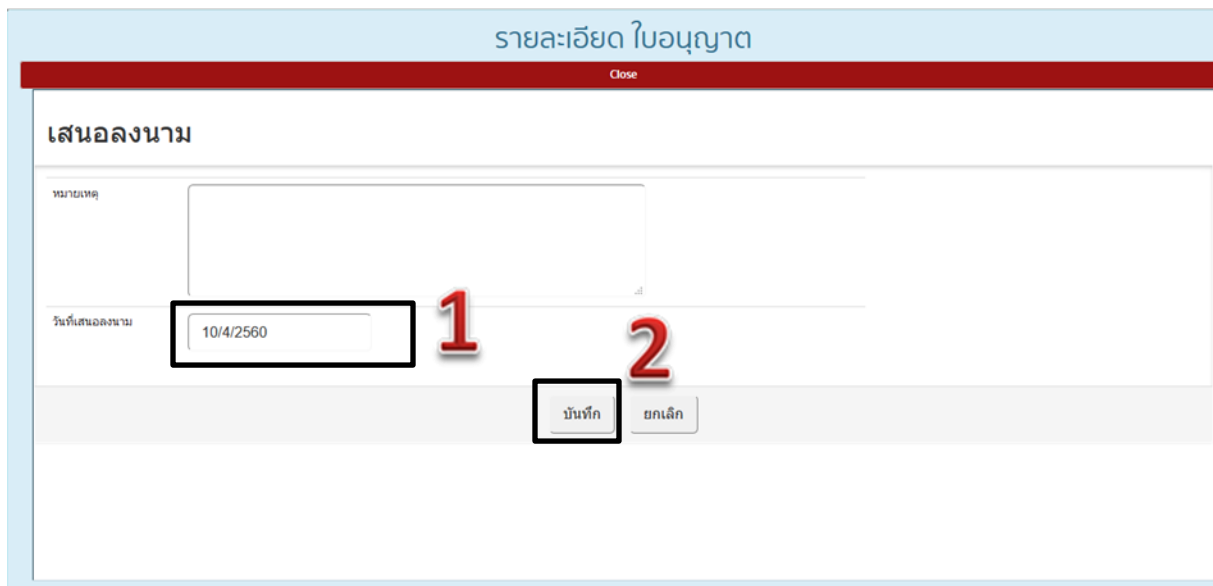 รายละเอียด ใบอนุญาต
Close
เสนอลงนาม
หมายเหตุ
วันที่เสนอลงนาม 10/4/2560 1
2
บันทึก ยกเลิก